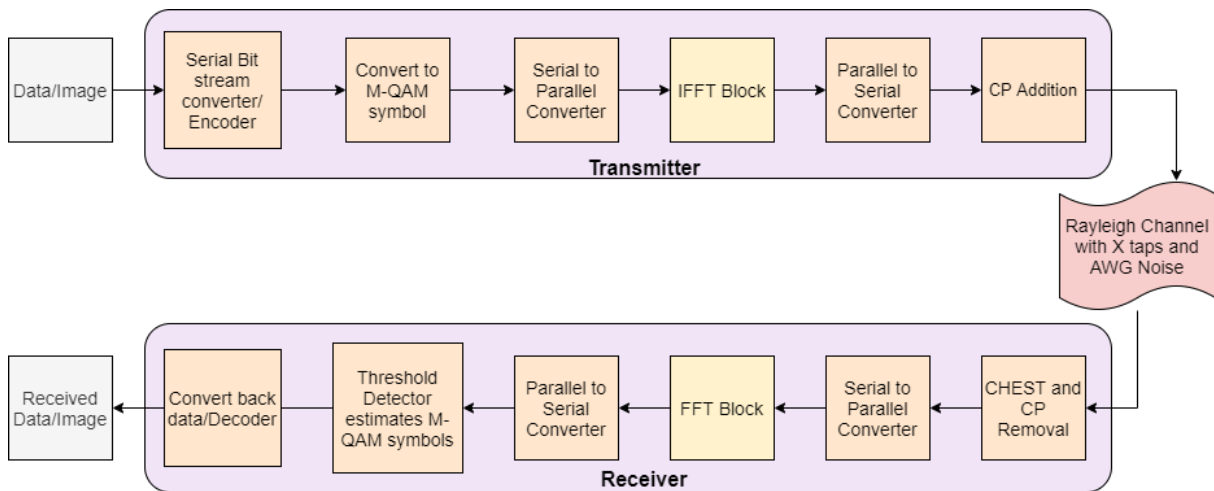 Data/Image
Serial Bit
stream
converter/
Encoder
Convert to
M-QAM
symbol
Serial to
Parallel
Converter
IFFT Block
Parallel to
Serial
Converter
CP Addition
Transmitter
Rayleigh Channel
with X taps and
AWG Noise
Received
Data/Image
Convert back
data/Decoder
Threshold
Detector
estimates M-
QAM symbols
Parallel to
Serial
Converter
FFT Block
Serial to
Parallel
Converter
CHEST and
CP
Removal
Receiver